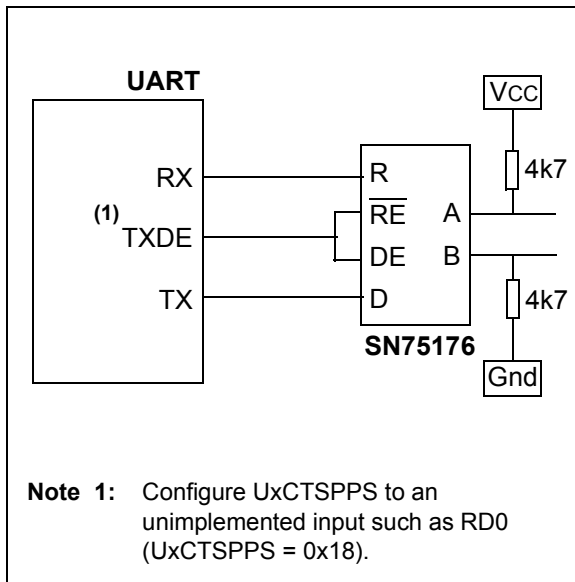 UART
VCC
RX
R
4k7
(1)
TXDE
RE
A
DE
B
TX
D
4k7
SN75176
Gnd
Note 1: Configure UxCTSPPS to an
unimplemented input such as RD0
(UxCTSPPS = 0x18).